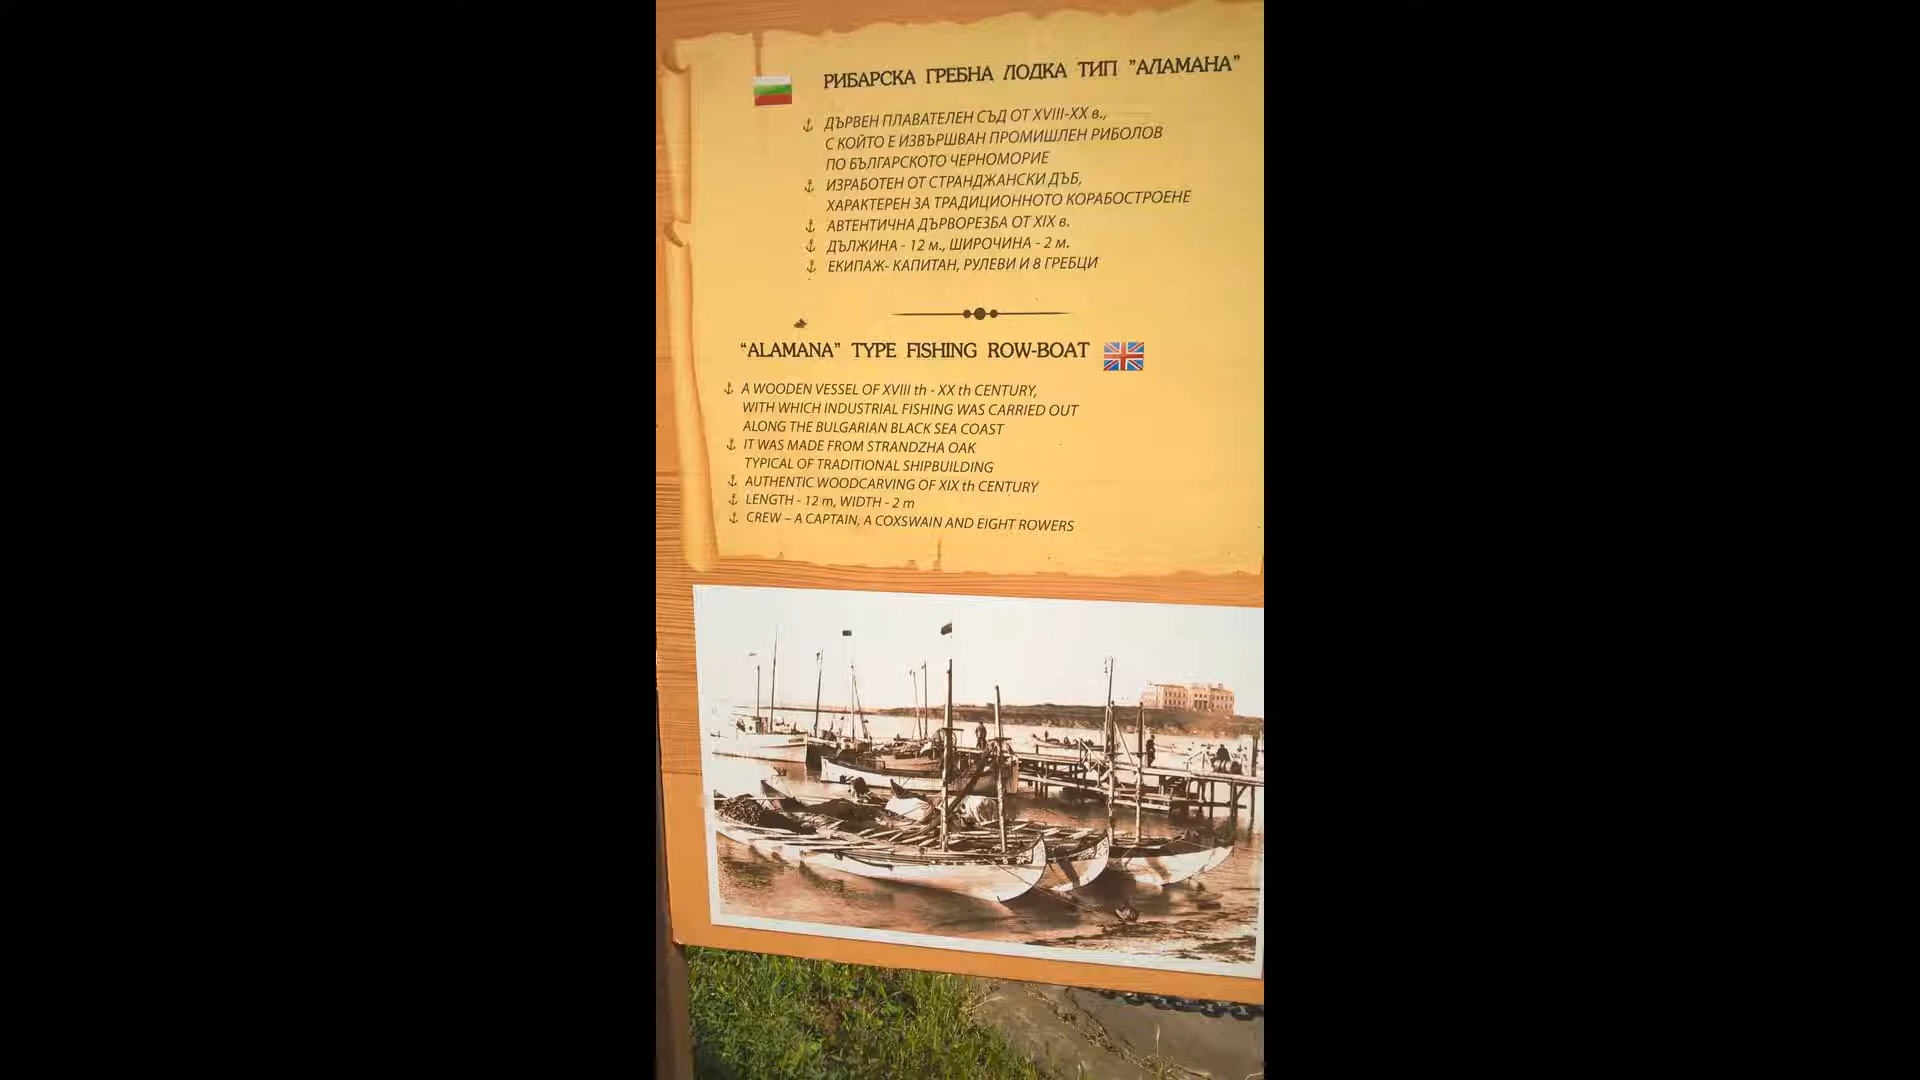 РИБАРСКА ГРЕБНА ЛОДКА ТИП "АЛАМАНА"
ДЪРВЕН ПЛАВАТЕЛЕН СЪД ОТ XVIII-XX в.,
С КОЙТО Е ИЗВЪРШВАН ПРОМИШЛЕН РИБОЛОВ
ПО БЪЛГАРСКОТО ЧЕРНОМОРИЕ
ИЗРАБОТЕН ОТ СТРАНДЖАНСКИ ДЪБ,
ХАРАКТЕРЕН ЗА ТРАДИЦИОННОТО КОРАБОСТРОЕНЕ
АВТЕНТИЧНА ДЪРВОРЕЗБА ОТ XIX в.
ДЪЛЖИНА - 12 м., ШИРОЧИНА - 2 м.
ЕКИПАЖ- КАПИТАН, РУЛЕВИ И 8 ГРЕБЦИ
“ALAMANA” TYPE FISHING ROW-BOAT
A WOODEN VESSEL OF XVIII th - XX th CENTURY,
WITH WHICH INDUSTRIAL FISHING WAS CARRIED OUT
ALONG THE BULGARIAN BLACK SEA COAST
IT WAS MADE FROM STRANDZHA OAK
TYPICAL OF TRADITIONAL SHIPBUILDING
AUTHENTIC WOODCARVING OF XIX th CENTURY
LENGTH - 12 m, WIDTH - 2 m
CREW – A CAPTAIN, A COXSWAIN AND EIGHT ROWERS